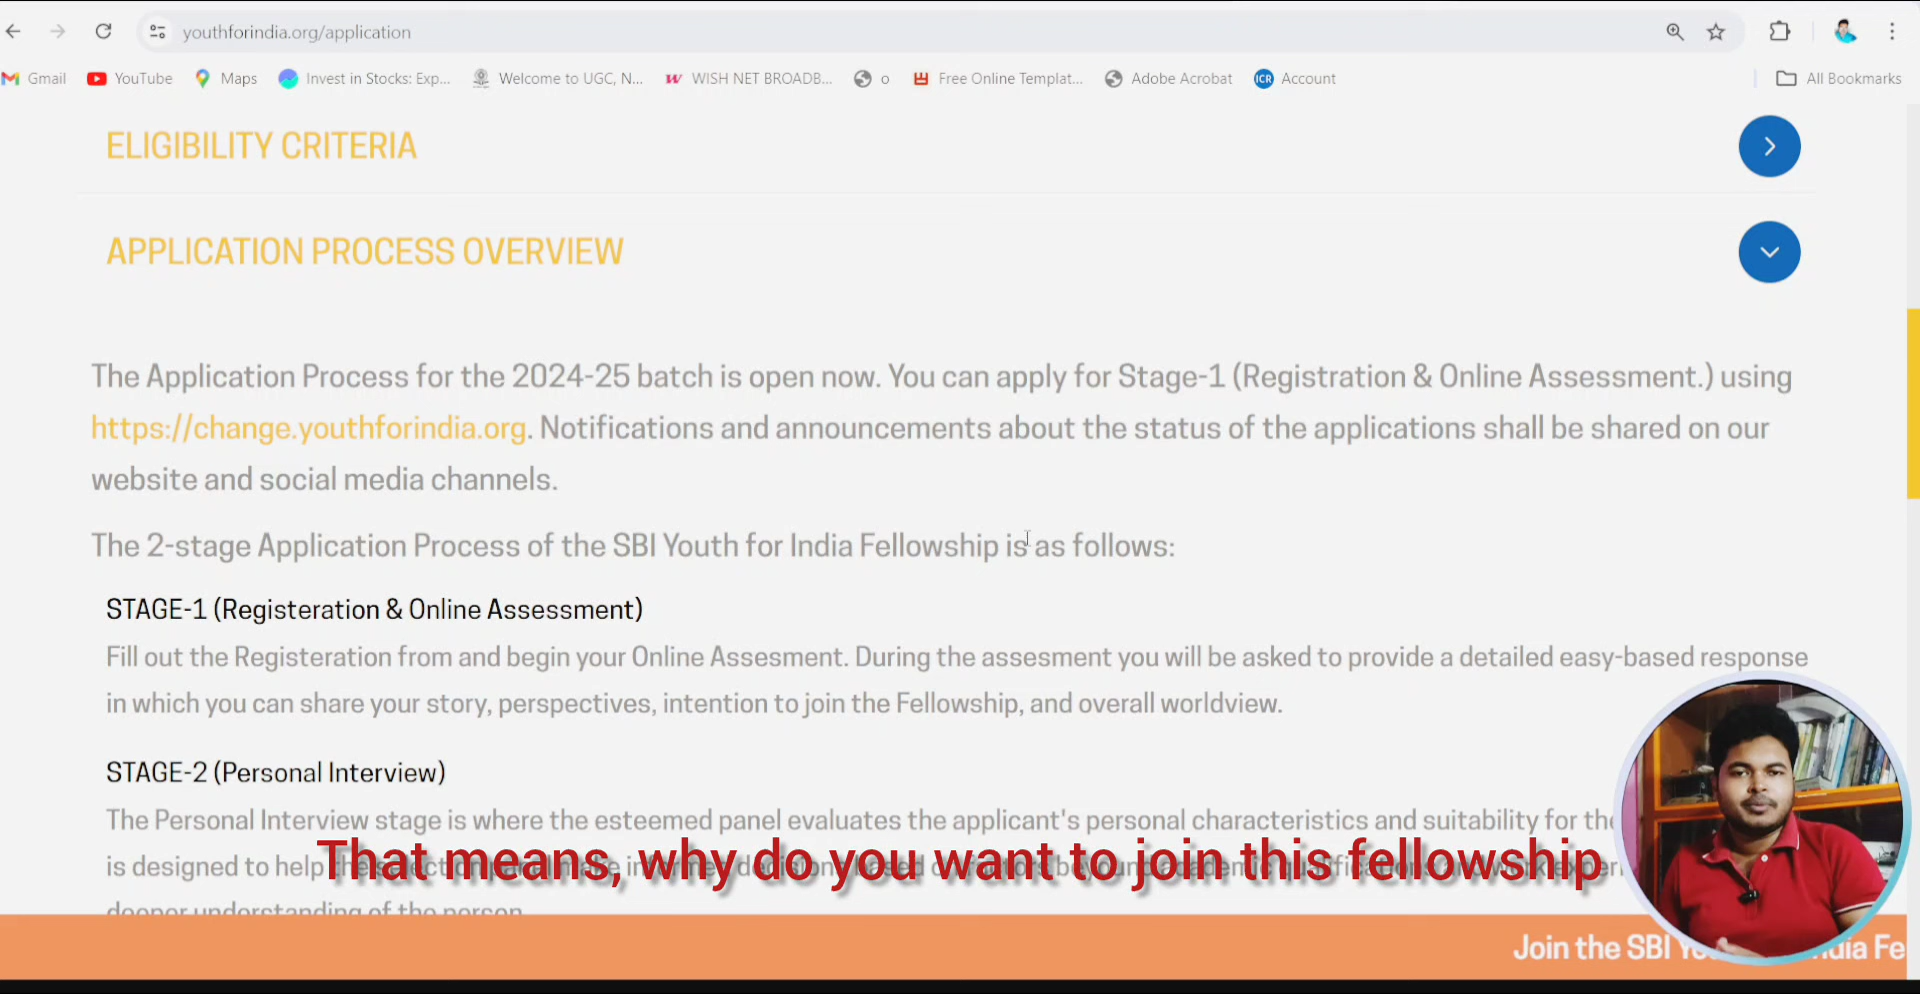 youthforindia.org/application
Gmail YouTube Maps Invest in Stocks: Exp... Welcome to UGC, N... WISH NET BROADB... o Free Online Templat... Adobe Acrobat ICR Account All Bookmarks
ELIGIBILITY CRITERIA
APPLICATION PROCESS OVERVIEW
The Application Process for the 2024-25 batch is open now. You can apply for Stage-1 (Registration & Online Assessment.) using
https://change.youthforindia.org. Notifications and announcements about the status of the applications shall be shared on our
website and social media channels.
The 2-stage Application Process of the SBI Youth for India Fellowship is as follows:
STAGE-1 (Registeration & Online Assessment)
Fill out the Registeration from and begin your Online Assesment. During the assesment you will be asked to provide a detailed easy-based response
in which you can share your story, perspectives, intention to join the Fellowship, and overall worldview.
STAGE-2 (Personal Interview)
The Personal Interview stage is where the esteemed panel evaluates the applicant's personal characteristics and suitability for the
is designed to help
That means, why do you want to join this fellowship
deeper understanding of the person
Join the SBI